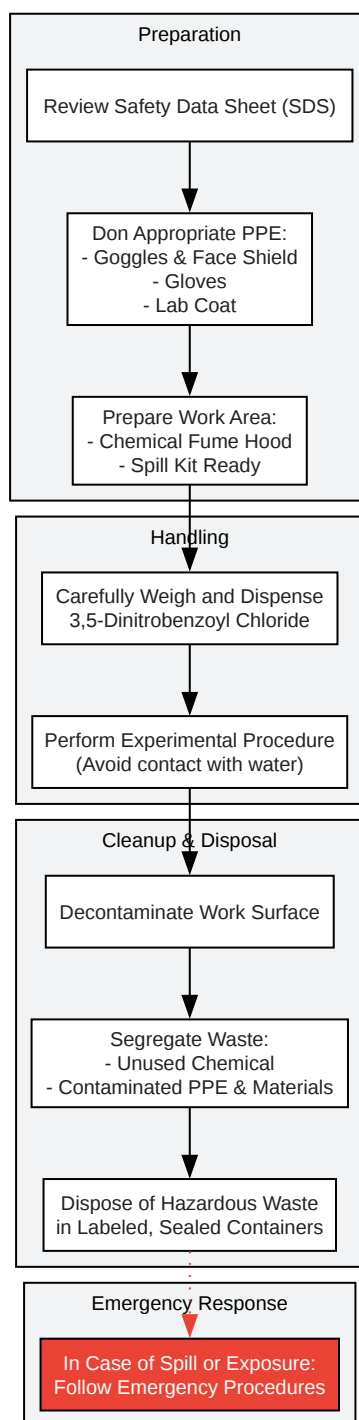 Preparation
Review Safety Data Sheet (SDS)
Don Appropriate PPE:
- Goggles & Face Shield
- Gloves
- Lab Coat
Prepare Work Area:
- Chemical Fume Hood
- Spill Kit Ready
Handling
Carefully Weigh and Dispense
3,5-Dinitrobenzoyl Chloride
Perform Experimental Procedure
(Avoid contact with water)
Cleanup & Disposal
Decontaminate Work Surface
Segregate Waste:
- Unused Chemical
- Contaminated PPE & Materials
Dispose of Hazardous Waste
in Labeled, Sealed Containers
Emergency Response
In Case of Spill or Exposure:
Follow Emergency Procedures